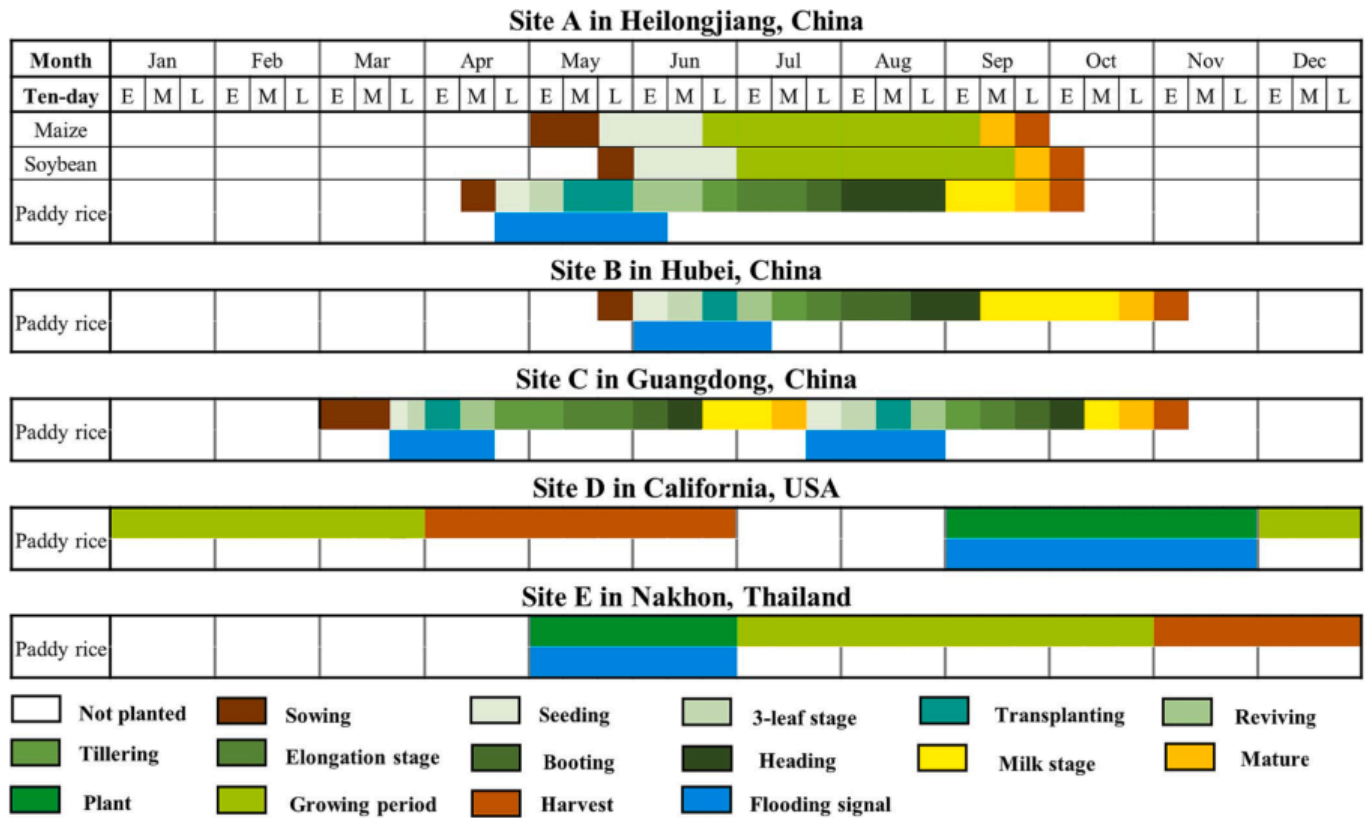 Site A in Heilongjiang, China
Month Jan Feb Mar Apr May Jun Jul Aug Sep Oct Nov Dec
Ten-day E M L E M L E M L E M L E M L E M L E M L E M L E M L E M L E M L E M L
Maize
Soybean
Paddy rice
Site B in Hubei, China
Paddy rice
Site C in Guangdong, China
Paddy rice
Site D in California, USA
Paddy rice
Site E in Nakhon, Thailand
Paddy rice
Not planted Sowing Seeding 3-leaf stage Transplanting Reviving
Tillering Elongation stage Booting Heading Milk stage Mature
Plant Growing period Harvest Flooding signal